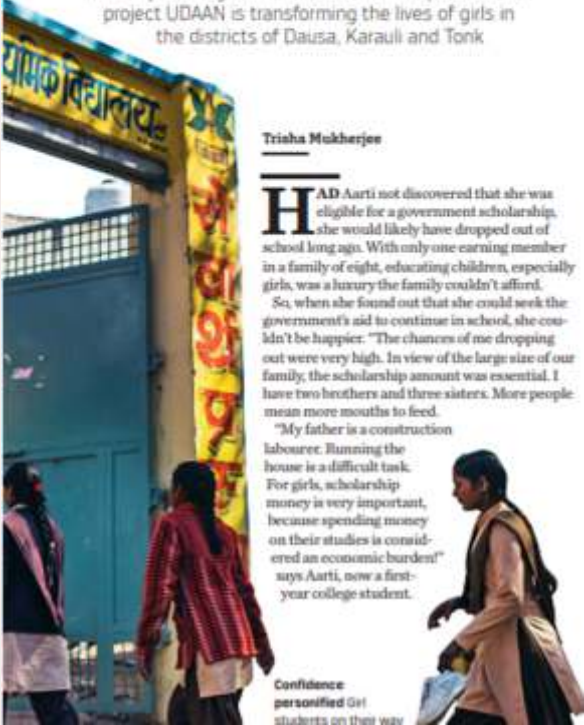 project UDAAN is transforming the lives of girls in
the districts of Dausa, Karauli and Tonk
यमिक विद्यालय
Trisha Mukherjee
HAD Aarti not discovered that she was
eligible for a government scholarship,
she would likely have dropped out of
school long ago. With only one earning member
in a family of eight, educating children, especially
girls, was a luxury the family couldn't afford.
So, when she found out that she could seek the
government's aid to continue in school, she cou-
ldn't be happier. "The chances of me dropping
out were very high. In view of the large size of our
family, the scholarship amount was essential. I
have two brothers and three sisters. More people
mean more mouths to feed.
"My father is a construction
labourer. Running the
house is a difficult task.
For girls, scholarship
money is very important,
because spending money
on their studies is consid-
ered an economic burden!"
says Aarti, now a first-
year college student.
Confidence
personified Girl
students on their way